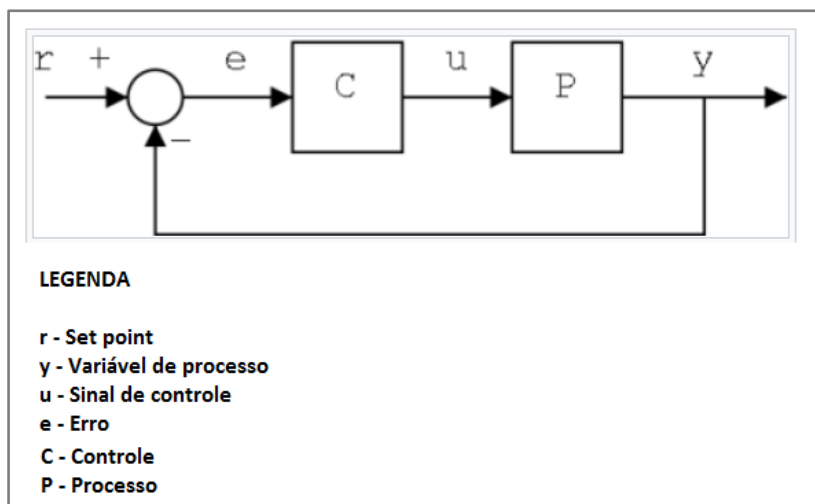 r + e C u P y
−
LEGENDA
r - Set point
y - Variável de processo
u - Sinal de controle
e - Erro
C - Controle
P - Processo